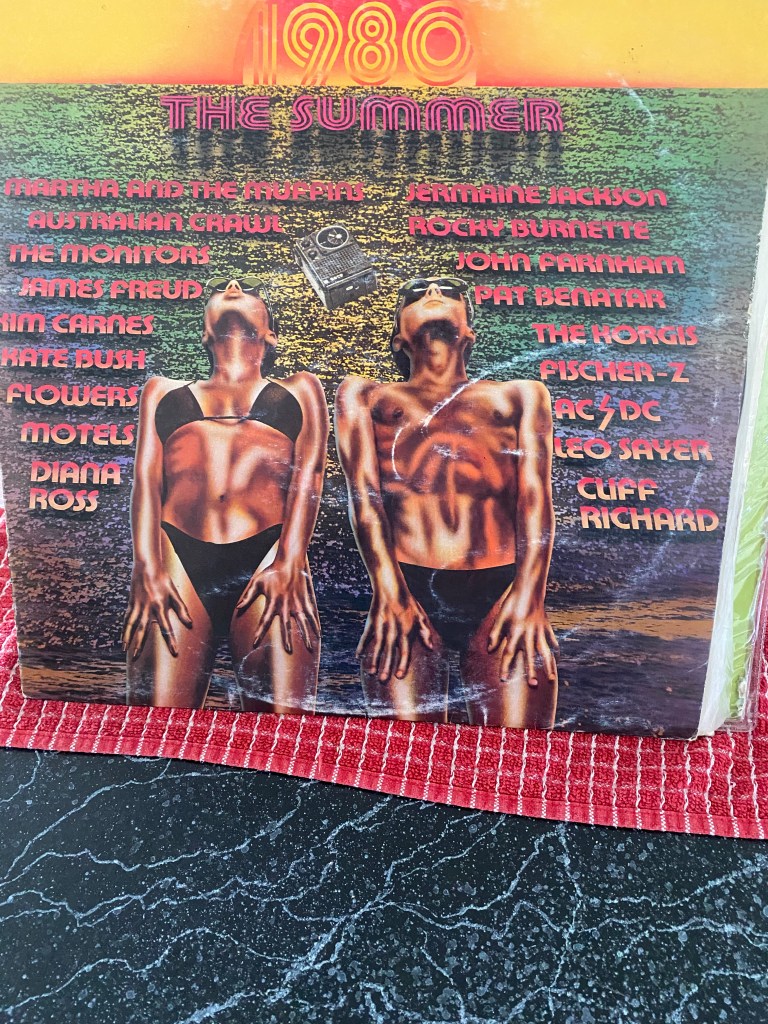 1980
THE SUMMER
MARTHA AND THE MUFFINS
AUSTRALIAN CRAWL
THE MONITORS
JAMES FREUD
KIM CARNES
KATE BUSH
FLOWERS
MOTELS
DIANA
ROSS
JERMAINE JACKSON
ROCKY BURNETTE
JOHN FARNHAM
PAT BENATAR
THE KORGIS
FISCHER-Z
AC⚡DC
LEO SAYER
CLIFF
RICHARD